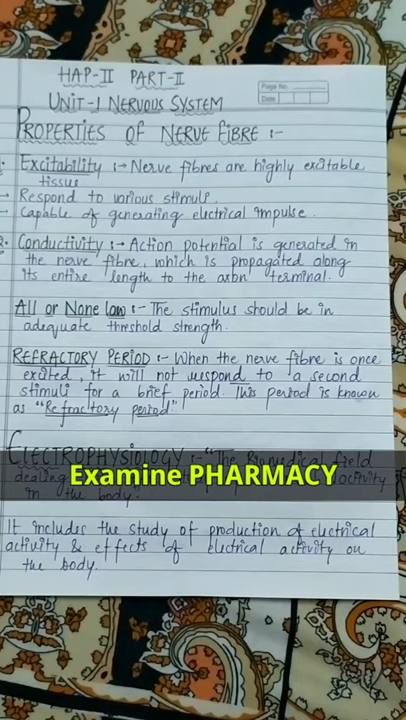 HAP-II PART-II
Page No.
Date
UNIT-1 NERVOUS SYSTEM
PROPERTIES OF NERVE FIBRE :-
Excitability :→ Nerve fibres are highly excitable
tissue
→ Respond to various stimuli.
→ Capable of generating electrical impulse.
Conductivity :→ Action potential is generated in
the nerve fibre, which is propagated along
its entire length to the axon terminal.
All or None law :- The stimulus should be in
adequate threshold strength.
REFRACTORY PERIOD :- When the nerve fibre is once
excited, it will not respond to a second
stimuli for a brief period. This period is known
as "Refractory period"
ELECTROPHYSIOLOGY :- "The Biomedical field
dealing activity
Examine PHARMACY
in the body.
It includes the study of production of electrical
activity & effects of electrical activity on
the body.